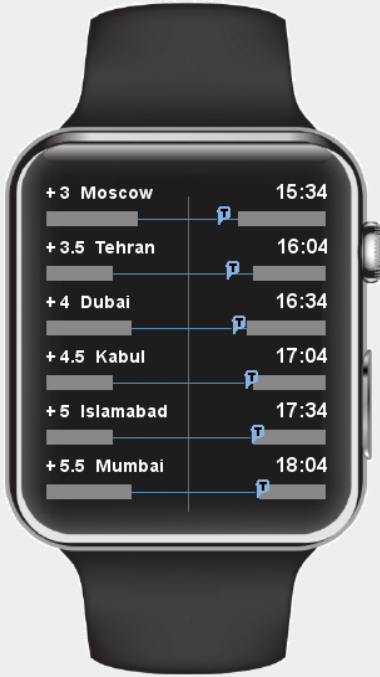 + 3 Moscow 15:34
T
+ 3.5 Tehran 16:04
T
+ 4 Dubai 16:34
T
+ 4.5 Kabul 17:04
T
+ 5 Islamabad 17:34
T
+ 5.5 Mumbai 18:04
T